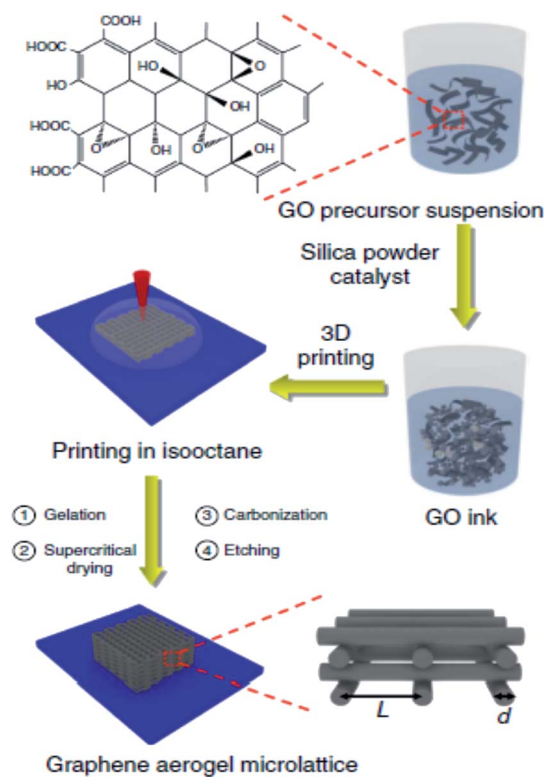 COOH
HOOC
HO
HO
O
OH
HOOC
O
OH
O
OH
HOOC
GO precursor suspension
Silica powder
catalyst
3D
printing
Printing in isooctane
GO ink
1 Gelation
3 Carbonization
2 Supercritical
drying
4 Etching
L
d
Graphene aerogel microlattice